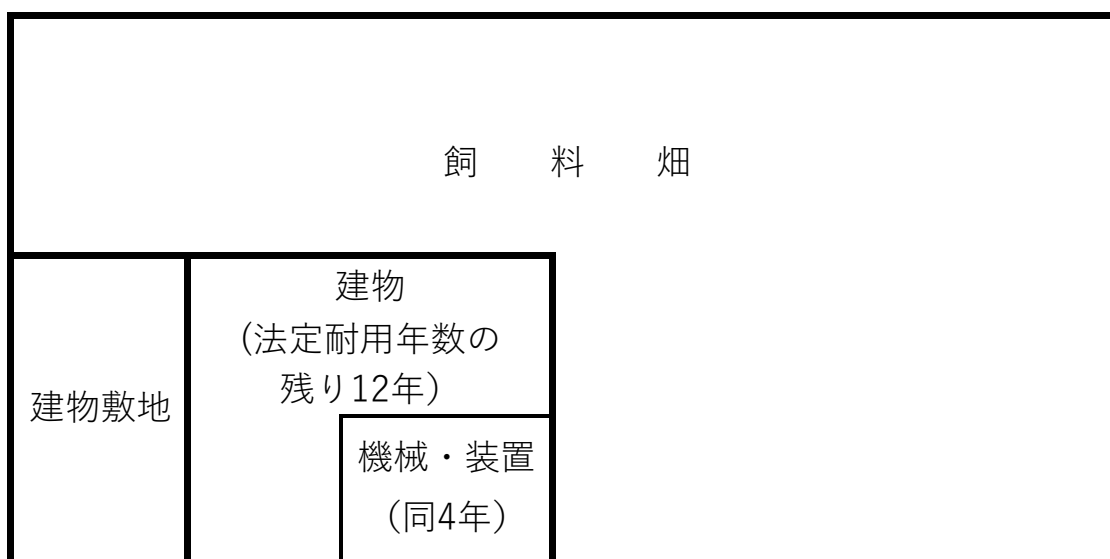 飼　料　畑
建物
(法定耐用年数の
残り12年)
建物敷地
機械・装置
(同4年)